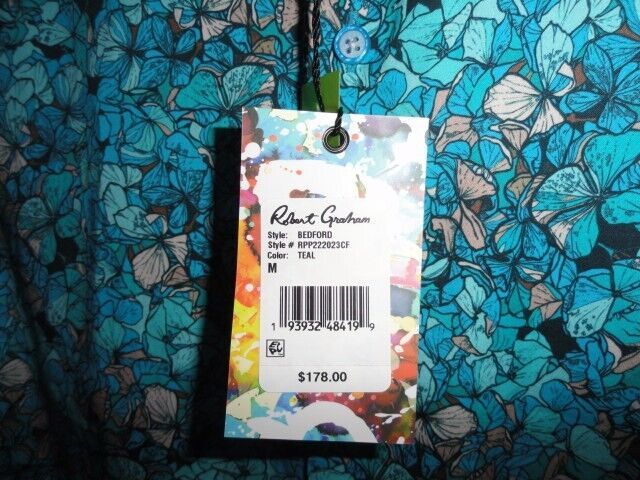 Robert Graham
Style: BEDFORD
Style # RPP222023CF
Color: TEAL
M
1 93932 48419 9
$178.00